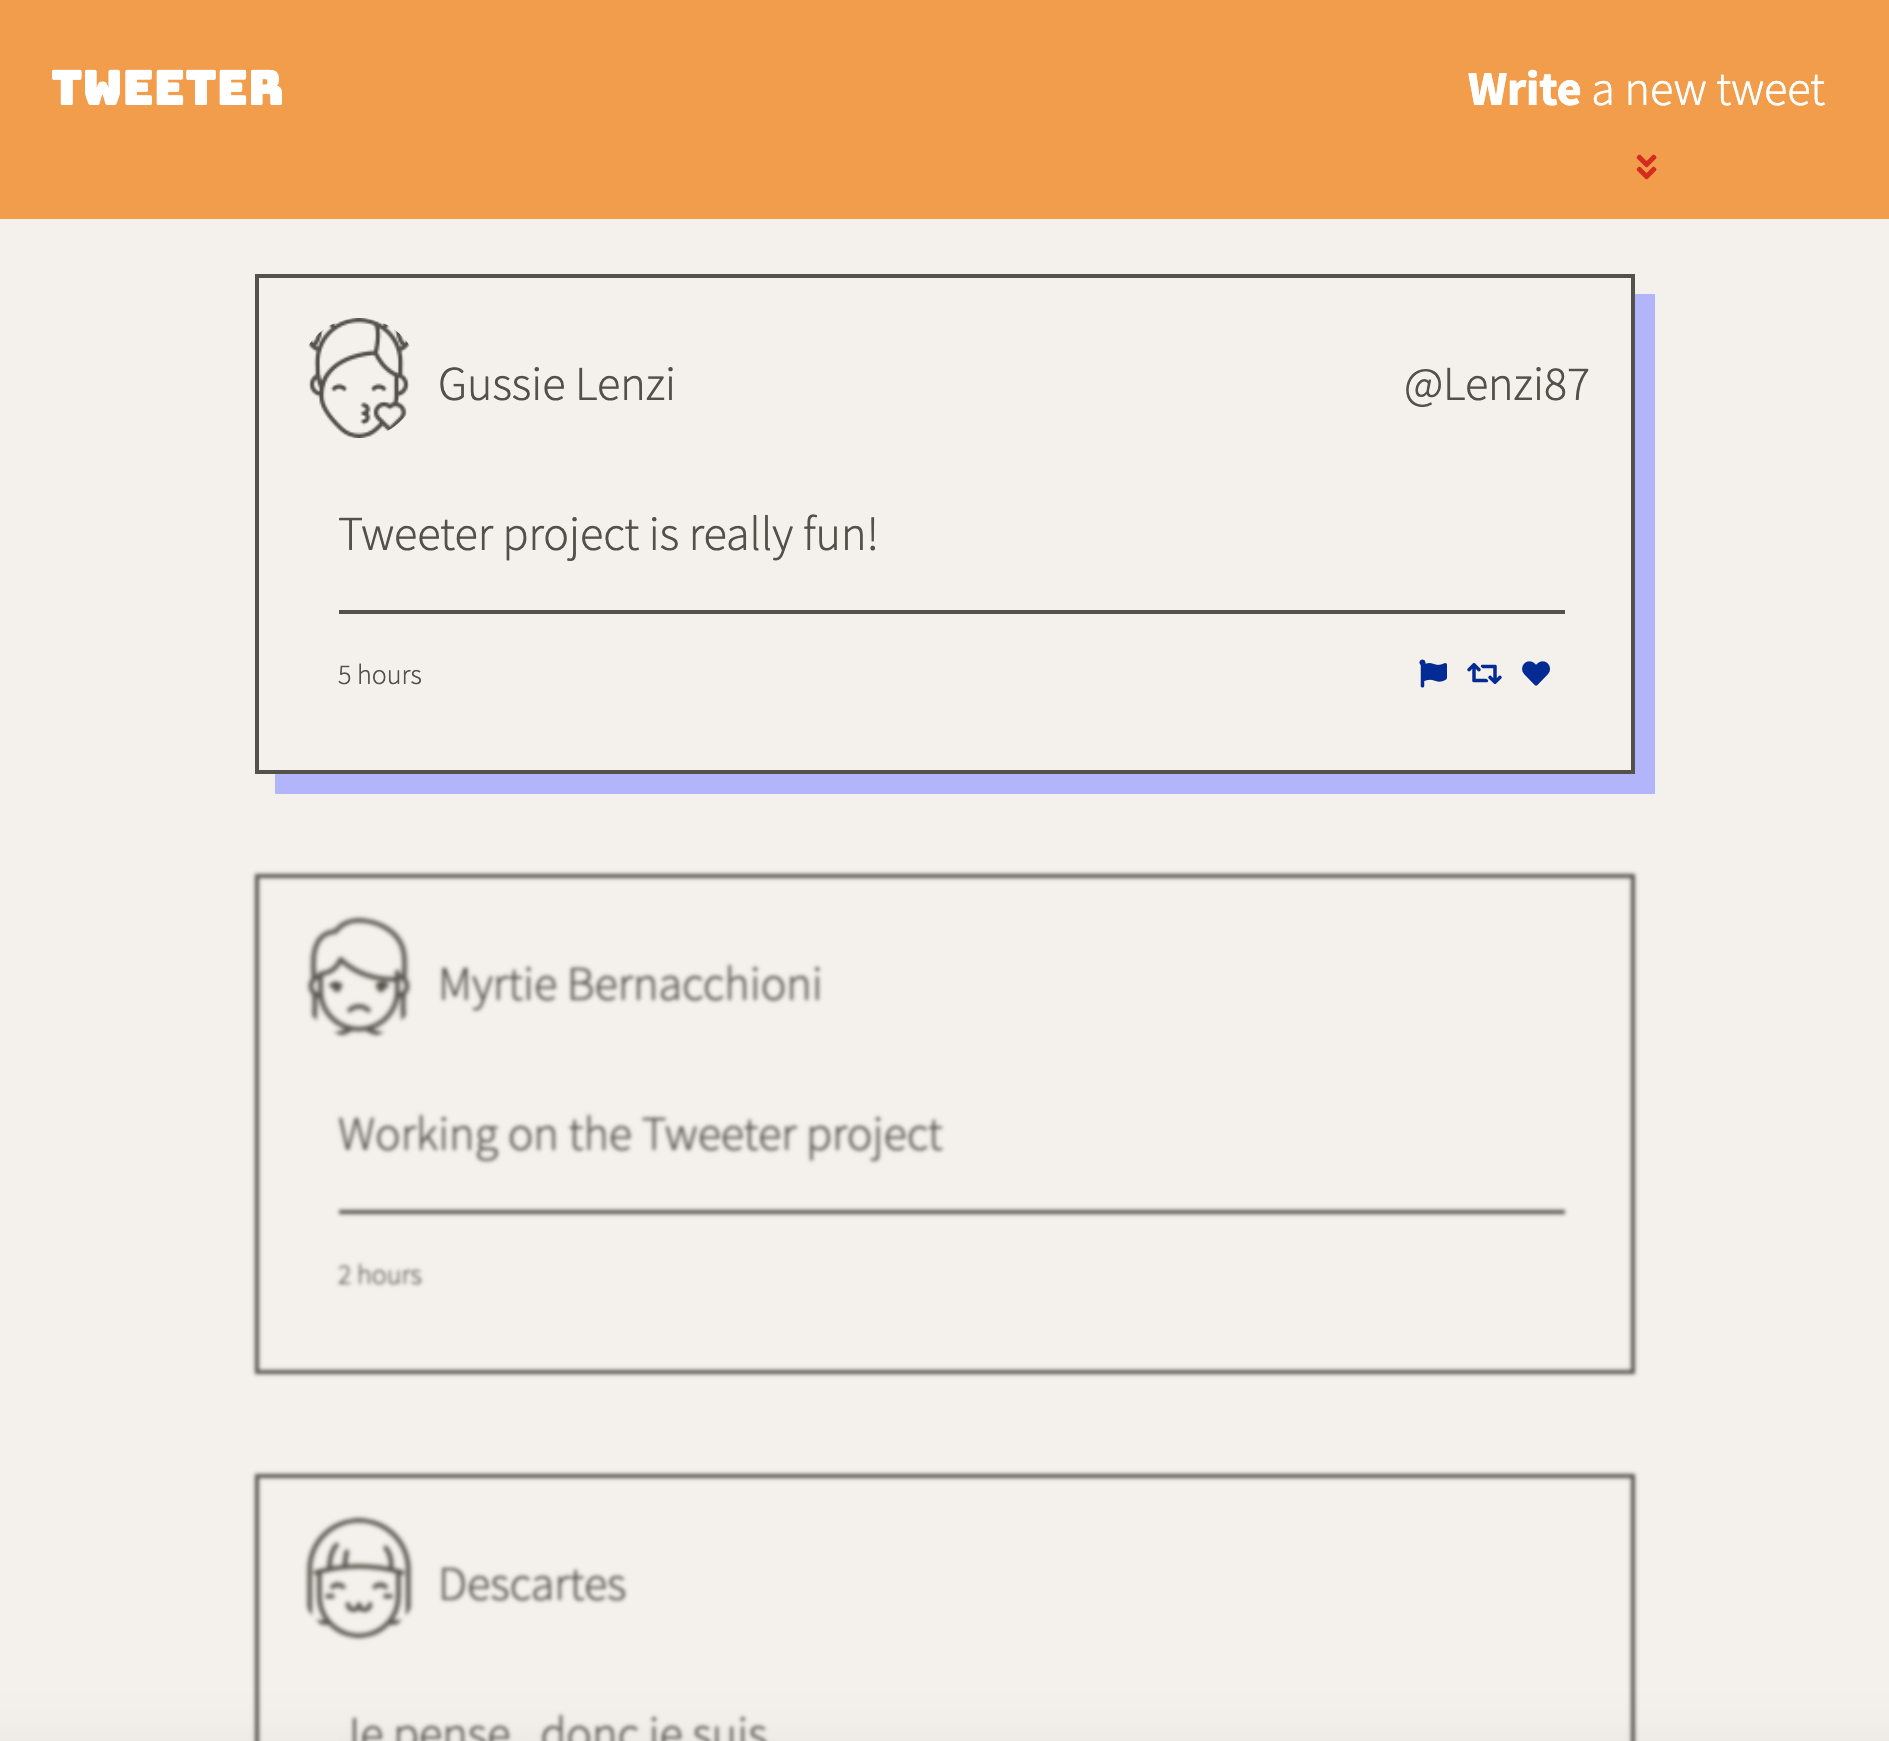 TWEETER
Write a new tweet
Gussie Lenzi
@Lenzi87
Tweeter project is really fun!
5 hours
Myrtie Bernacchioni
Working on the Tweeter project
2 hours
Descartes
Je pense , donc je suis